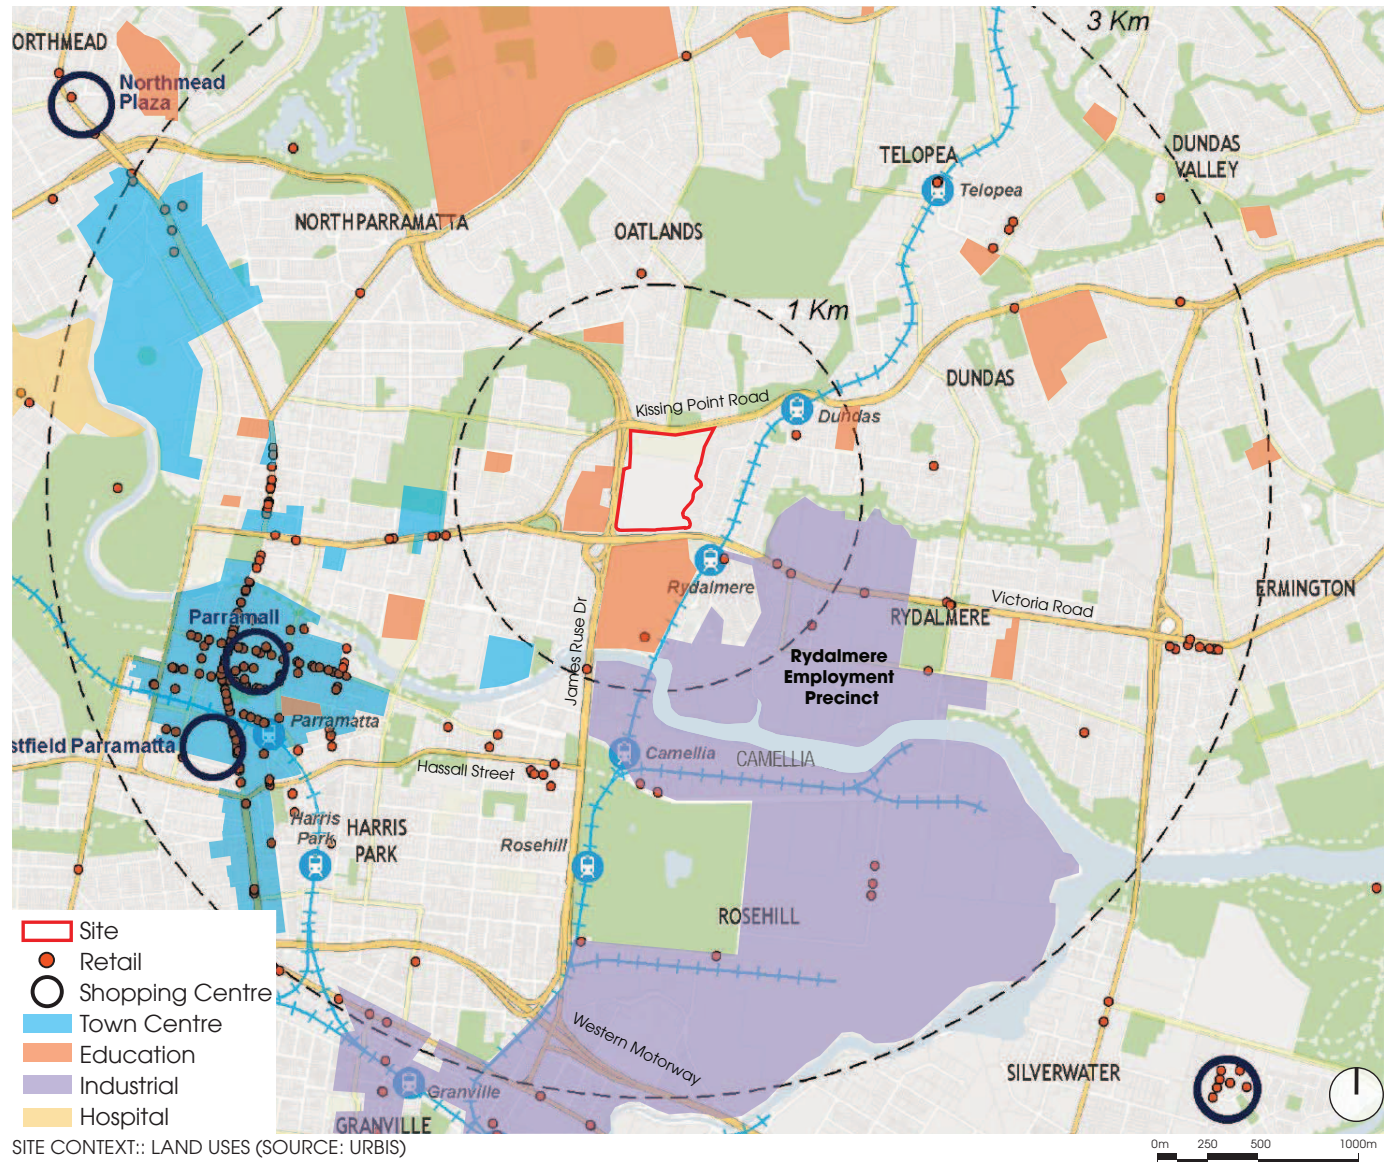 3 Km
ORTHMEAD
Northmead
Plaza
DUNDAS
VALLEY
TELOPEA
Telopea
NORTH PARRAMATTA
OATLANDS
1 Km
DUNDAS
Kissing Point Road
Dundas
Rydalmere
ERMINGTON
Victoria Road
RYDALMERE
Parramall
James Ruse Dr
Rydalmere
Employment
Precinct
Parramatta
stfield Parramatta
Camellia
CAMELLIA
Hassall Street
Harris
Park
HARRIS
PARK
Rosehill
ROSEHILL
Site
Retail
Shopping Centre
Town Centre
Education
Industrial
Hospital
Western Motorway
SILVERWATER
Granville
GRANVILLE
SITE CONTEXT:: LAND USES (SOURCE: URBIS)
0m 250 500 1000m